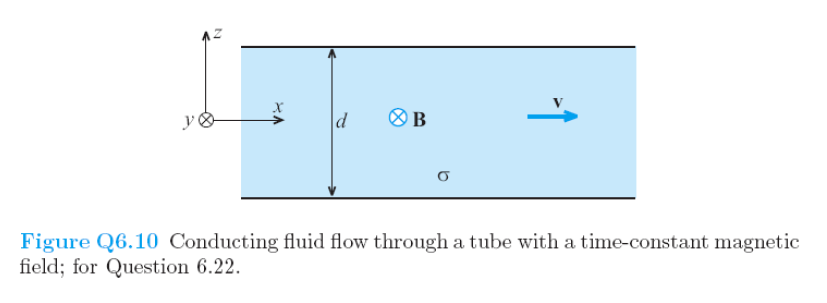 z
x
y
d
B
v
σ
Figure Q6.10 Conducting fluid flow through a tube with a time-constant magnetic
field; for Question 6.22.